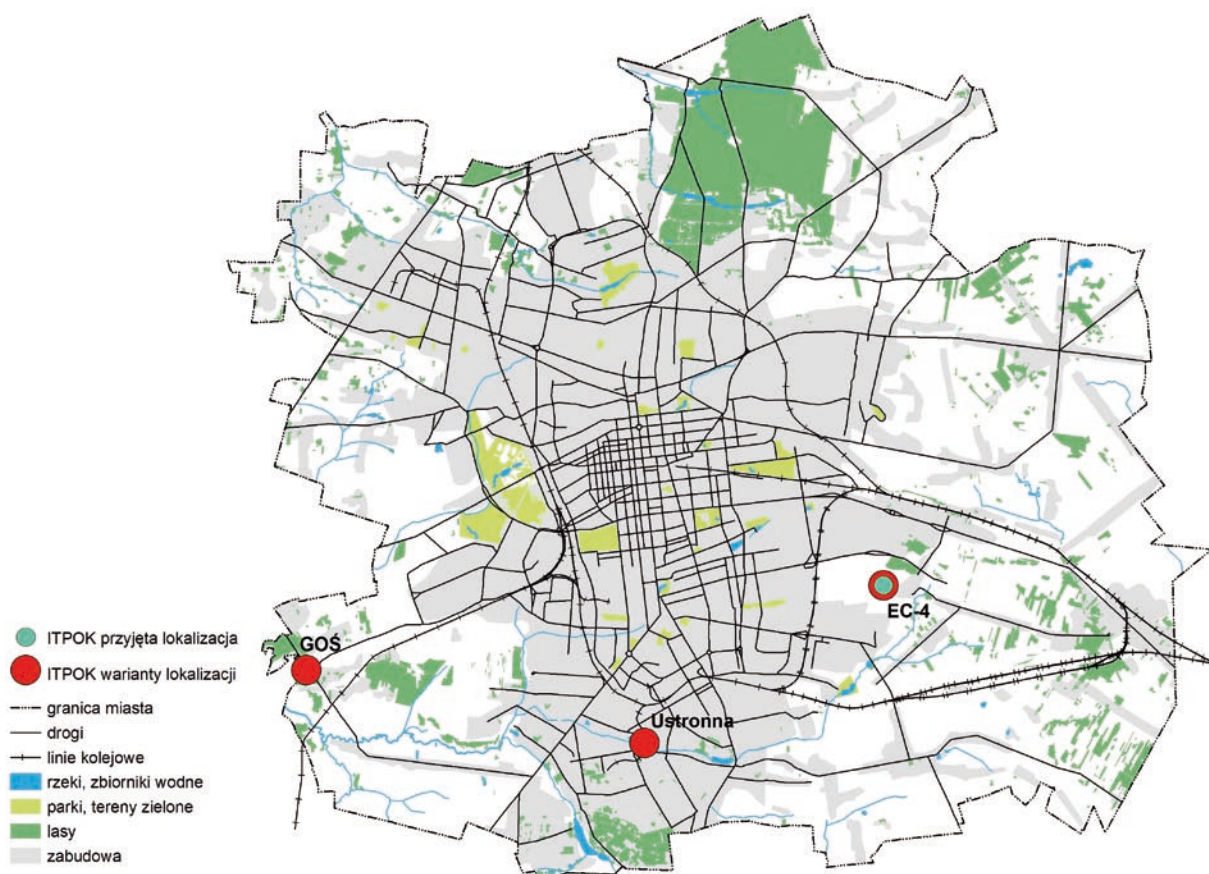 EC-4
GOŚ
Ustronna
ITPOK przyjęta lokalizacja
ITPOK warianty lokalizacji
granica miasta
drogi
linie kolejowe
rzeki, zbiorniki wodne
parki, tereny zielone
lasy
zabudowa